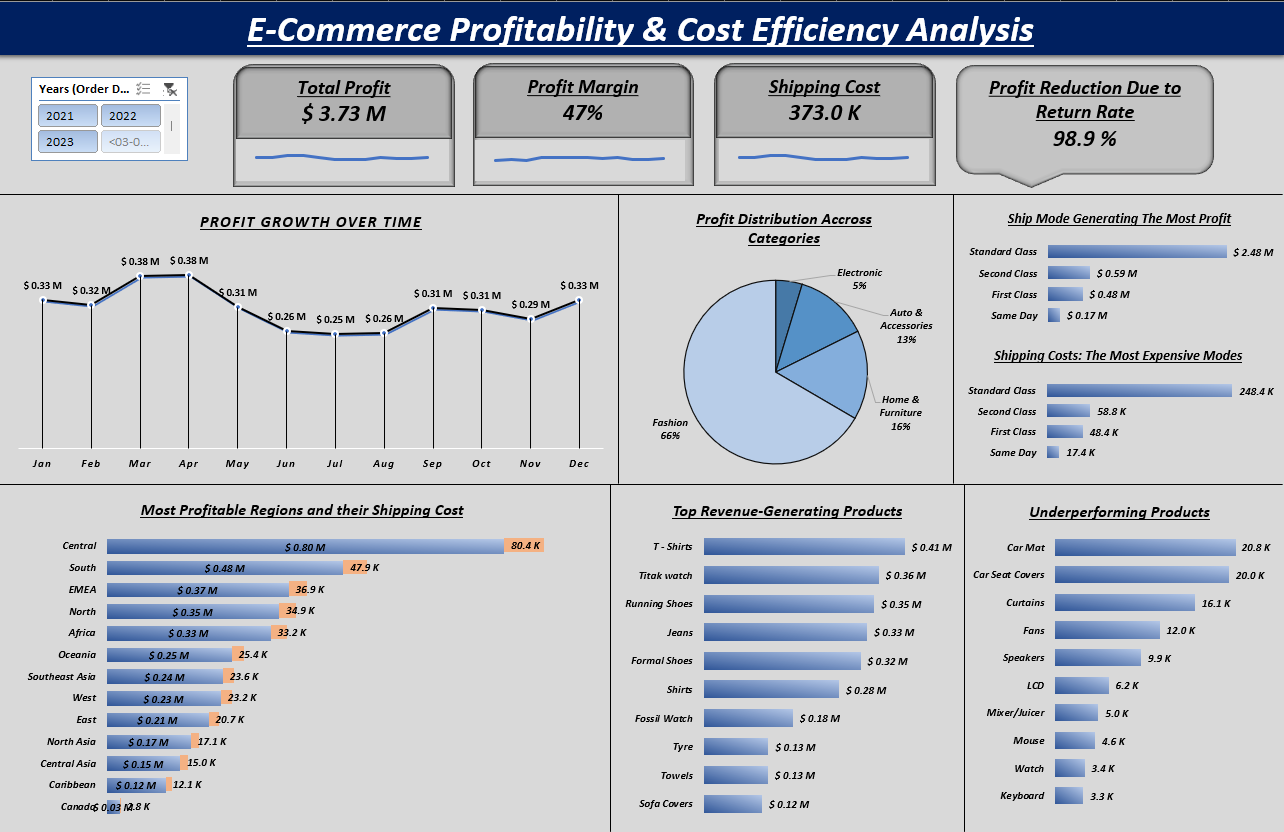 E-Commerce Profitability & Cost Efficiency Analysis
Years (Order D...
2021
2022
2023
<03-0...
Total Profit
$ 3.73 M
Profit Margin
47%
Shipping Cost
373.0 K
Profit Reduction Due to
Return Rate
98.9 %
PROFIT GROWTH OVER TIME
$ 0.33 M
$ 0.32 M
$ 0.38 M
$ 0.38 M
$ 0.31 M
$ 0.26 M
$ 0.25 M
$ 0.26 M
$ 0.31 M
$ 0.31 M
$ 0.29 M
$ 0.33 M
Jan Feb Mar Apr May Jun Jul Aug Sep Oct Nov Dec
Profit Distribution Accross
Categories
Electronic
5%
Auto &
Accessories
13%
Home &
Furniture
16%
Fashion
66%
Ship Mode Generating The Most Profit
Standard Class $ 2.48 M
Second Class $ 0.59 M
First Class $ 0.48 M
Same Day $ 0.17 M
Shipping Costs: The Most Expensive Modes
Standard Class 248.4 K
Second Class 58.8 K
First Class 48.4 K
Same Day 17.4 K
Most Profitable Regions and their Shipping Cost
Central $ 0.80 M 80.4 K
South $ 0.48 M 47.9 K
EMEA $ 0.37 M 36.9 K
North $ 0.35 M 34.9 K
Africa $ 0.33 M 33.2 K
Oceania $ 0.25 M 25.4 K
Southeast Asia $ 0.24 M 23.6 K
West $ 0.23 M 23.2 K
East $ 0.21 M 20.7 K
North Asia $ 0.17 M 17.1 K
Central Asia $ 0.15 M 15.0 K
Caribbean $ 0.12 M 12.1 K
Canada $ 0.03 M 2.8 K
Top Revenue-Generating Products
T - Shirts $ 0.41 M
Titak watch $ 0.36 M
Running Shoes $ 0.35 M
Jeans $ 0.33 M
Formal Shoes $ 0.32 M
Shirts $ 0.28 M
Fossil Watch $ 0.18 M
Tyre $ 0.13 M
Towels $ 0.13 M
Sofa Covers $ 0.12 M
Underperforming Products
Car Mat 20.8 K
Car Seat Covers 20.0 K
Curtains 16.1 K
Fans 12.0 K
Speakers 9.9 K
LCD 6.2 K
Mixer/Juicer 5.0 K
Mouse 4.6 K
Watch 3.4 K
Keyboard 3.3 K